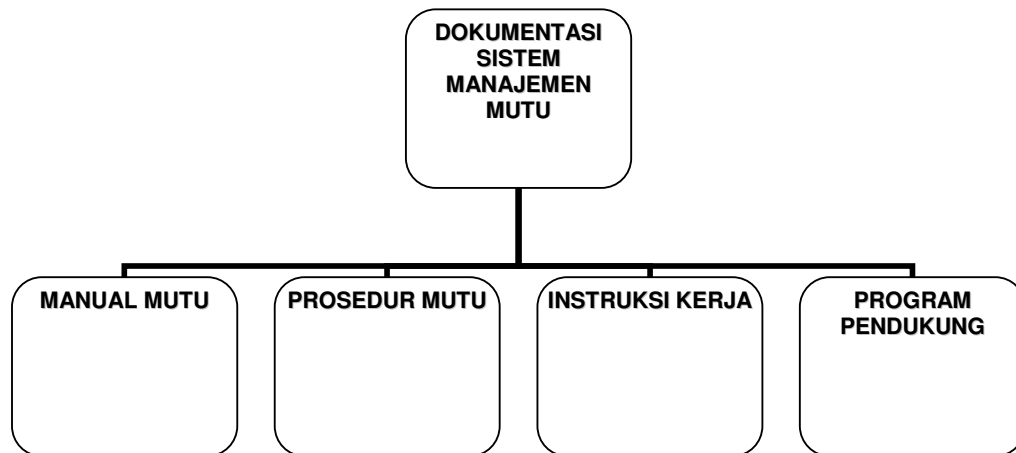 DOKUMENTASI
SISTEM
MANAJEMEN
MUTU
MANUAL MUTU
PROSEDUR MUTU
INSTRUKSI KERJA
PROGRAM
PENDUKUNG